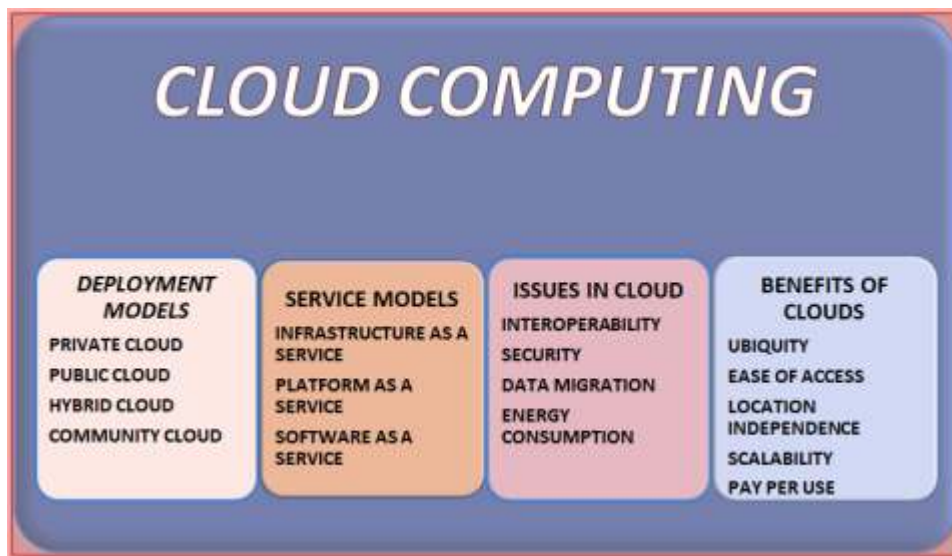 CLOUD COMPUTING
DEPLOYMENT
MODELS
PRIVATE CLOUD
PUBLIC CLOUD
HYBRID CLOUD
COMMUNITY CLOUD
SERVICE MODELS
INFRASTRUCTURE AS A
SERVICE
PLATFORM AS A
SERVICE
SOFTWARE AS A
SERVICE
ISSUES IN CLOUD
INTEROPERABILITY
SECURITY
DATA MIGRATION
ENERGY
CONSUMPTION
BENEFITS OF
CLOUDS
UBIQUITY
EASE OF ACCESS
LOCATION
INDEPENDENCE
SCALABILITY
PAY PER USE